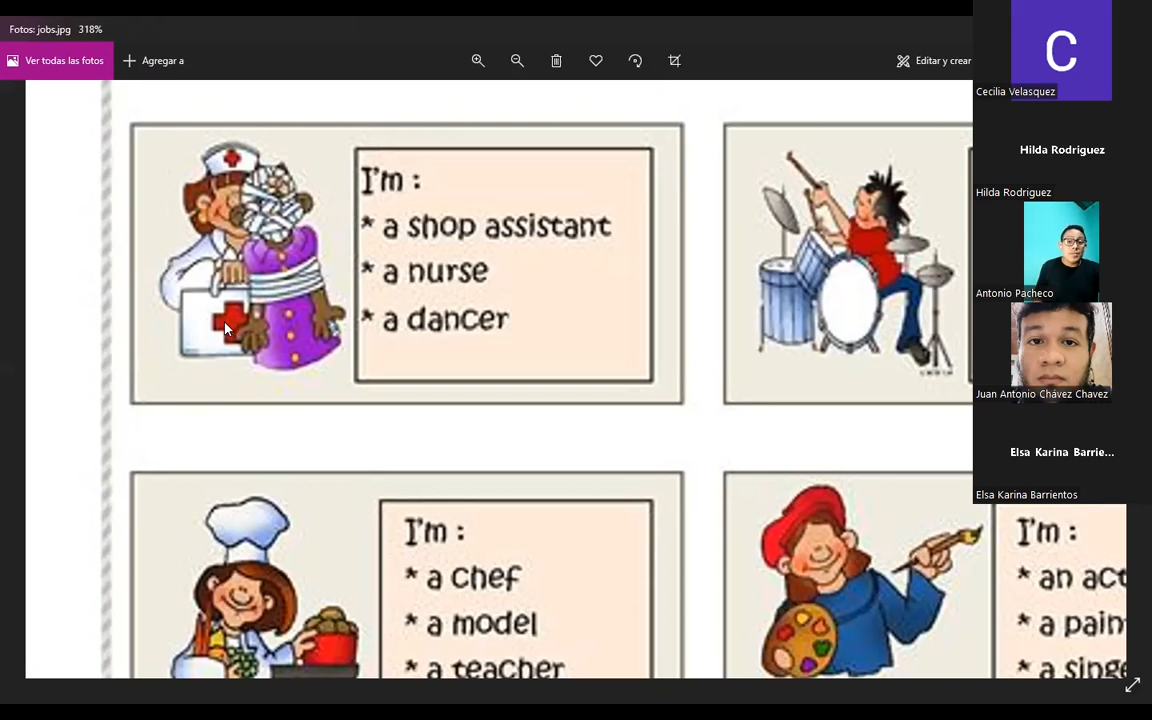 Fotos: jobs.jpg 318%
Ver todas las fotos
Agregar a
Editar y crear
C
Cecilia Velasquez
Hilda Rodriguez
Hilda Rodriguez
Antonio Pacheco
Juan Antonio Chávez Chavez
Elsa Karina Barrie...
Elsa Karina Barrientos
I'm :
* a shop assistant
* a nurse
* a dancer
I'm :
* a chef
* a model
* a teacher
I'm :
* an act
* a pain
* a singe